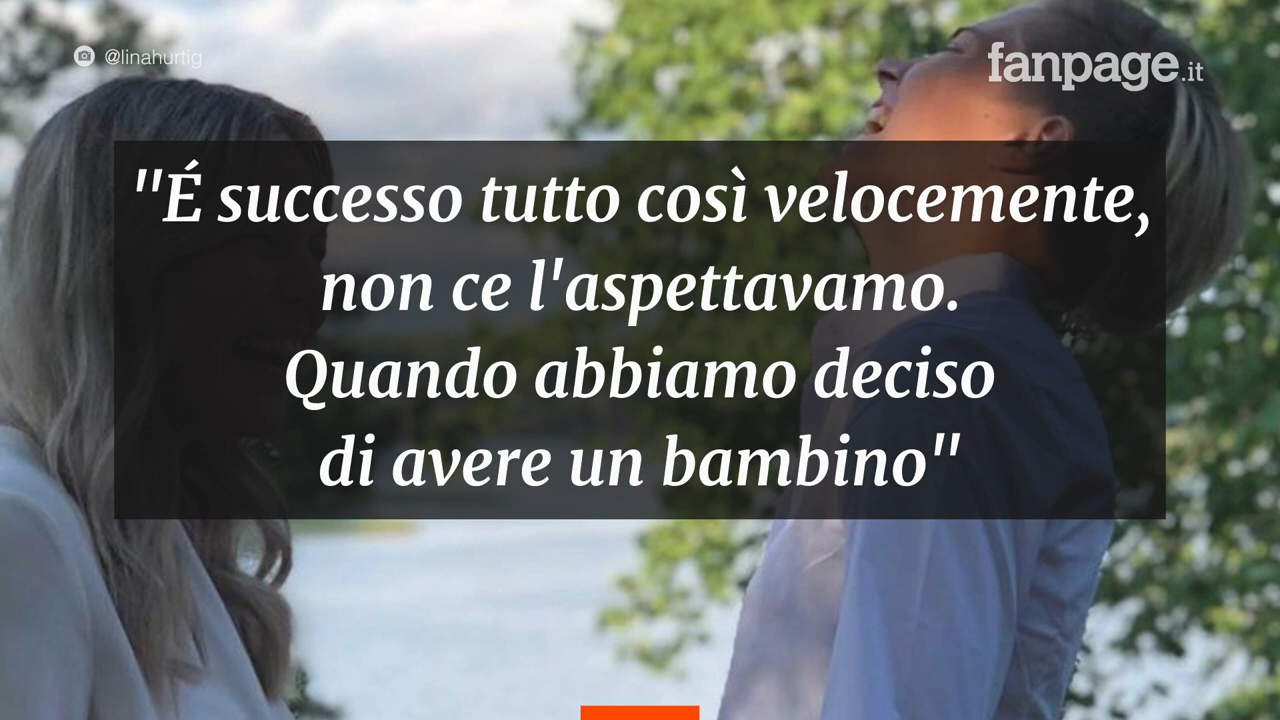 @linahurtig
fanpage.it
"É successo tutto così velocemente,
non ce l'aspettavamo.
Quando abbiamo deciso
di avere un bambino"